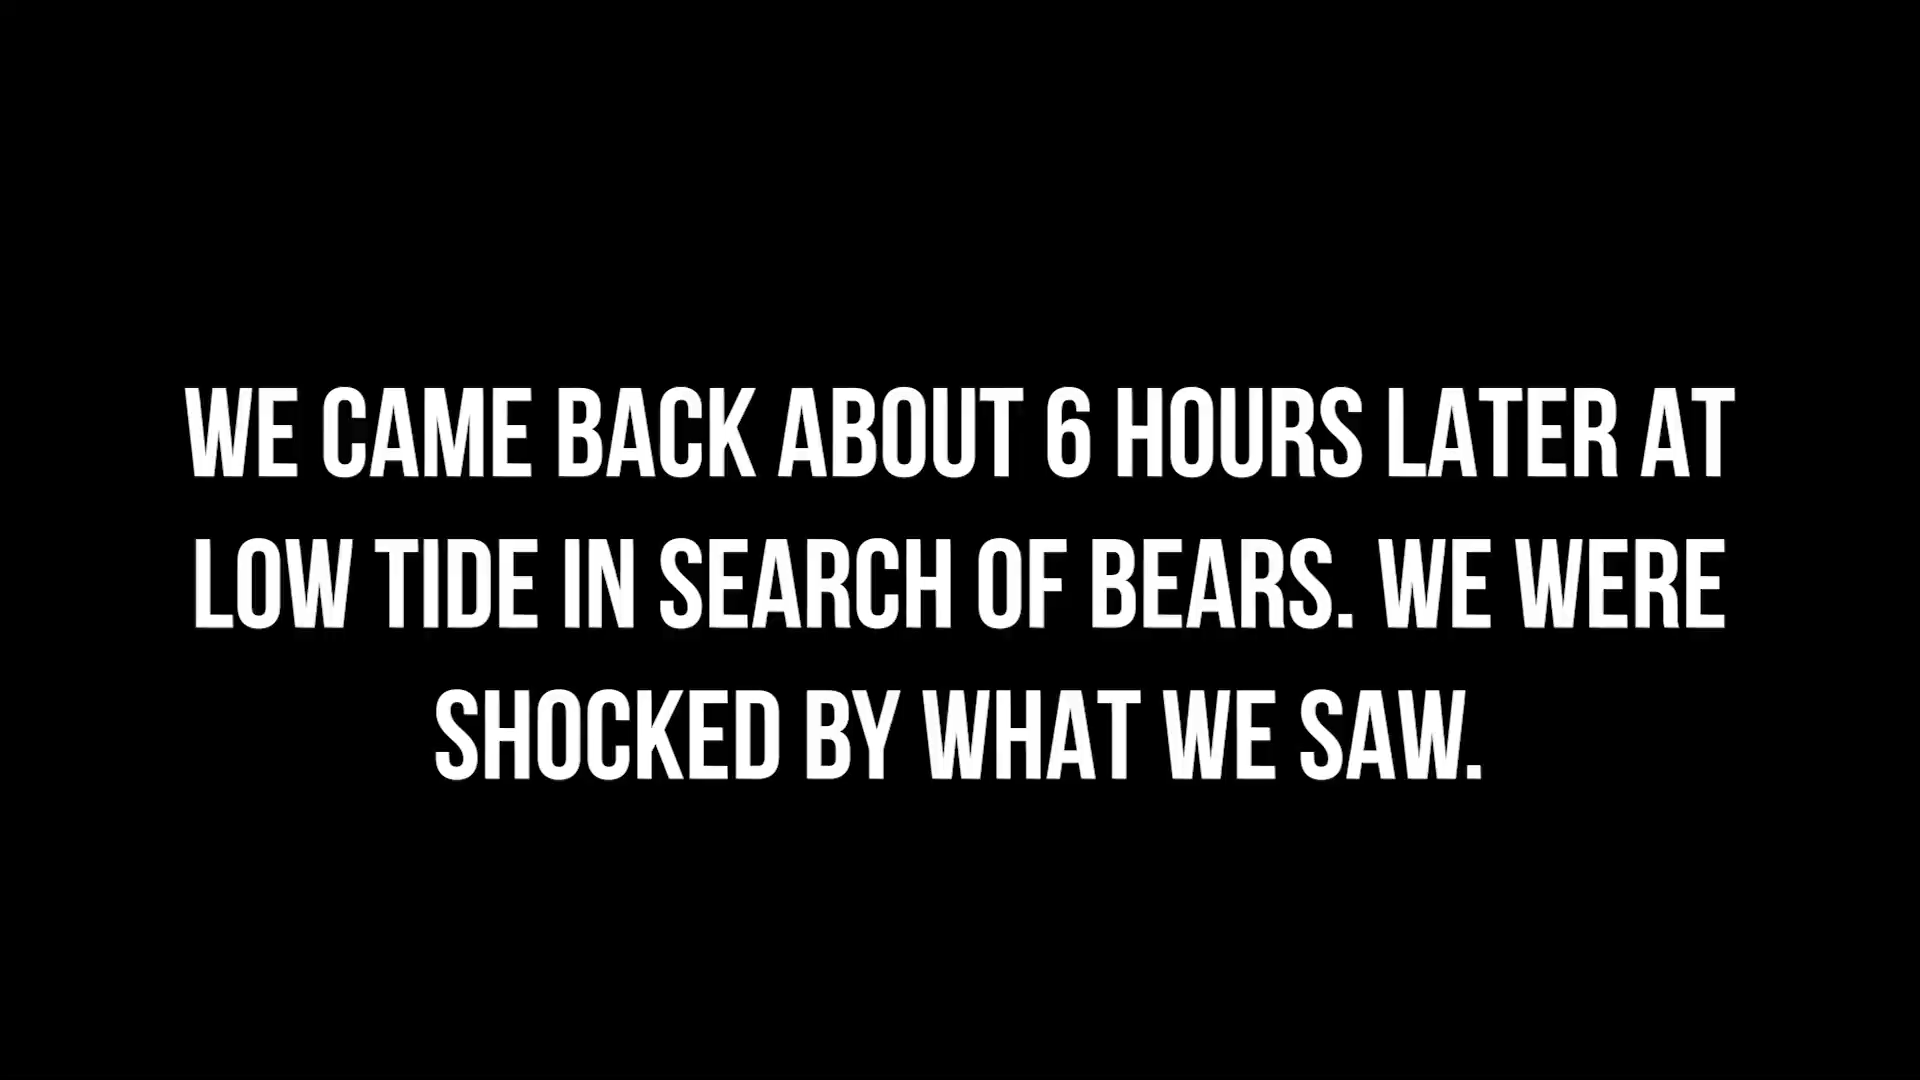 WE CAME BACK ABOUT 6 HOURS LATER AT
LOW TIDE IN SEARCH OF BEARS. WE WERE
SHOCKED BY WHAT WE SAW.